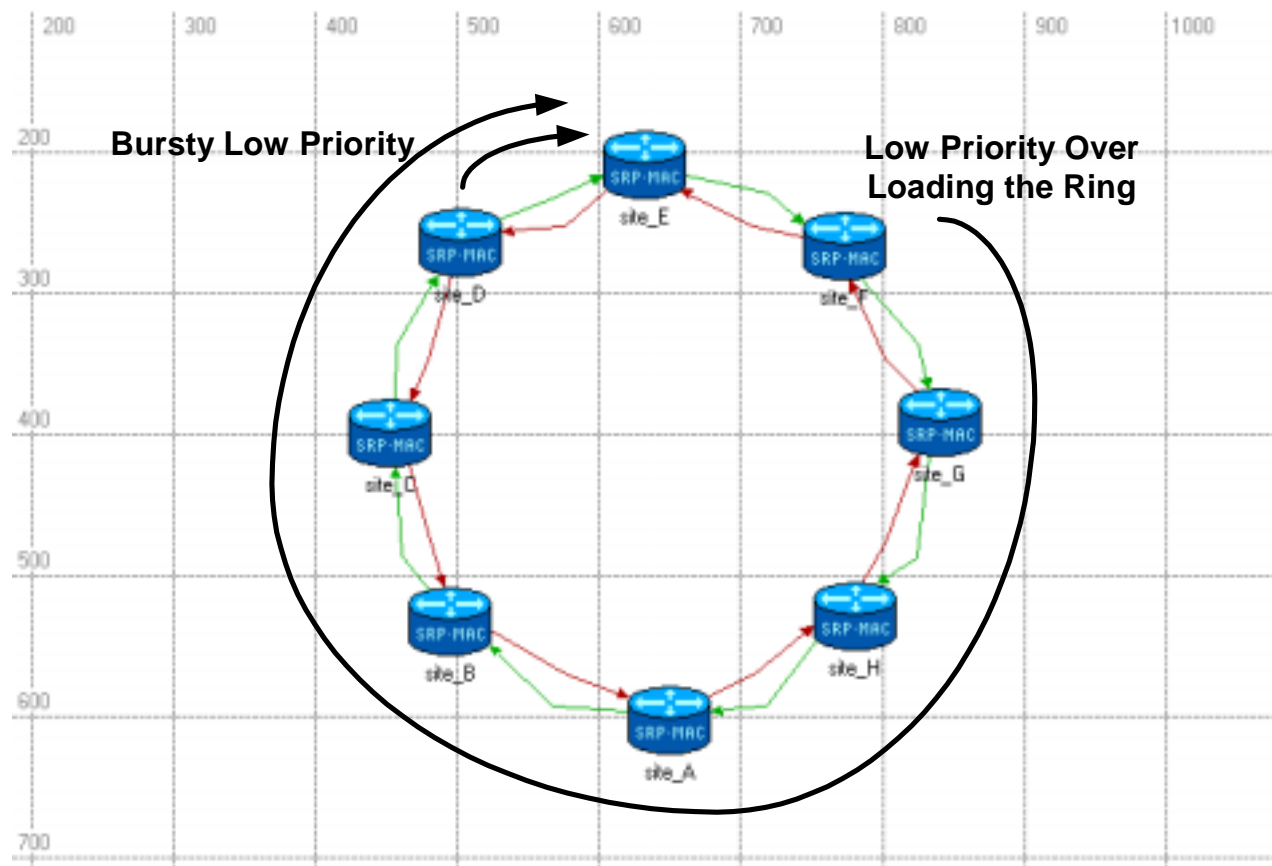 200 300 400 500 600 700 800 900 1000
200
Bursty Low Priority
Low Priority Over
Loading the Ring
SRP-MAC
site_E
SRP-MAC
site_D
SRP-MAC
site_F
300
SRP-MAC
site_C
SRP-MAC
site_G
400
500
SRP-MAC
site_B
SRP-MAC
site_H
600
SRP-MAC
site_A
700